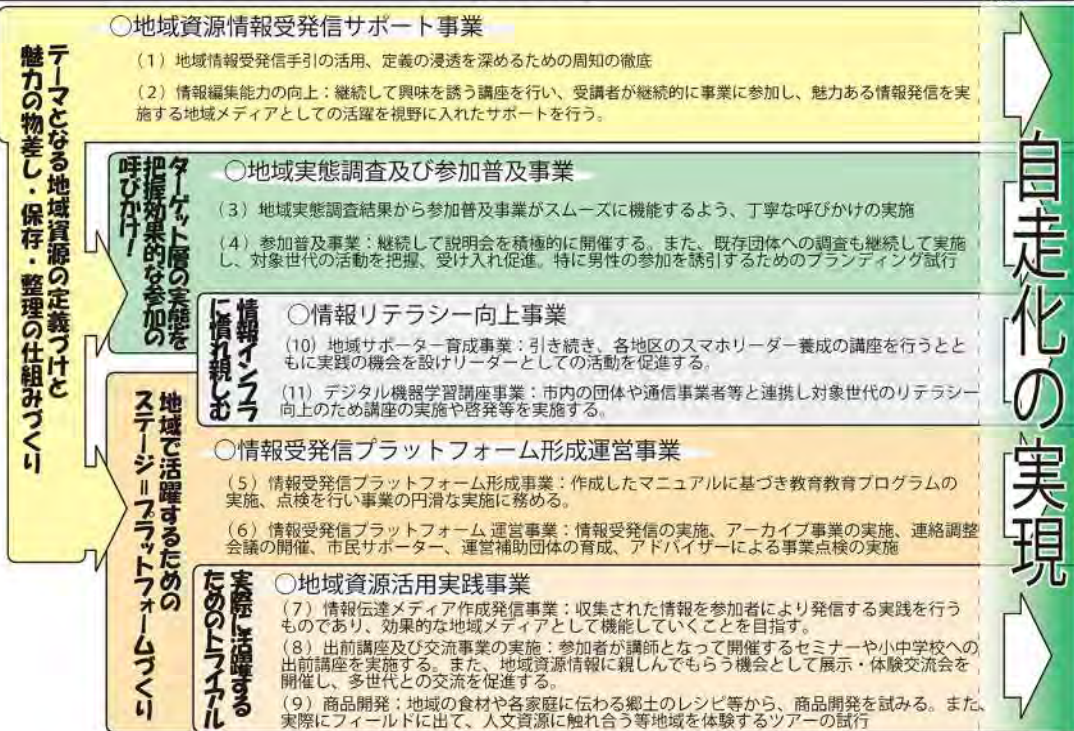 テーマとなる地域資源の定義づけと
魅力の物差し・保存・整理の仕組みづくり
○地域資源情報受発信サポート事業
（1）地域情報受発信手引の活用、定義の浸透を深めるための周知の徹底
（2）情報編集能力の向上：継続して興味を誘う講座を行い、受講者が継続的に事業に参加し、魅力ある情報発信を実
施する地域メディアとしての活躍を視野に入れたサポートを行う。
ターゲット層の実態を
把握効果的な参加の
呼びかけ！
○地域実態調査及び参加普及事業
（3）地域実態調査結果から参加普及事業がスムーズに機能するよう、丁寧な呼びかけの実施
（4）参加普及事業：継続して説明会を積極的に開催する。また、既存団体への調査も継続して実施
し、対象世代の活動を把握、受け入れ促進。特に男性の参加を誘引するためのブランディング試行
情報インフラ
に慣れ親しむ
○情報リテラシー向上事業
（10）地域サポーター育成事業：引き続き、各地区のスマホリーダー養成の講座を行うとと
もに実践の機会を設けリーダーとしての活動を促進する。
（11）デジタル機器学習講座事業：市内の団体や通信事業者等と連携し対象世代のリテラシー
向上のため講座の実施や啓発等を実施する。
地域で活躍するための
ステージ＝プラットフォームづくり
○情報受発信プラットフォーム形成運営事業
（5）情報受発信プラットフォーム形成事業：作成したマニュアルに基づき教育教育プログラムの
実施、点検を行い事業の円滑な実施に務める。
（6）情報受発信プラットフォーム運営事業：情報受発信の実施、アーカイブ事業の実施、連絡調整
会議の開催、市民サポーター、運営補助団体の育成、アドバイザーによる事業点検の実施
実際に活躍する
ためのトライアル
○地域資源活用実践事業
（7）情報伝達メディア作成発信事業：収集された情報を参加者により発信する実践を行う
ものであり、効果的な地域メディアとして機能していくことを目指す。
（8）出前講座及び交流事業の実施：参加者が講師となって開催するセミナーや小中学校への
出前講座を実施する。また、地域資源情報に親しんでもらう機会として展示・体験交流会を
開催し、多世代との交流を促進する。
（9）商品開発：地域の食材や各家庭に伝わる郷土のレシピ等から、商品開発を試みる。また、
実際にフィールドに出て、人文資源に触れ合う等地域を体験するツアーの試行
自走化の実現